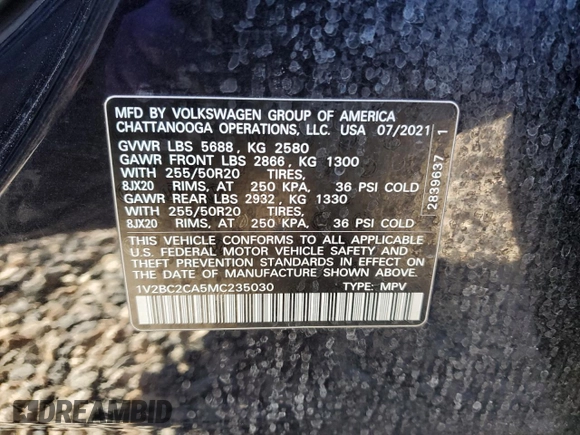 MFD BY VOLKSWAGEN GROUP OF AMERICA
CHATTANOOGA OPERATIONS, LLC. USA 07/2021
GVWR LBS 5688, KG 2580
GAWR FRONT LBS 2866, KG 1300
WITH 255/50R20 TIRES,
8JX20 RIMS, AT 250 KPA, 36 PSI COLD
GAWR REAR LBS 2932, KG 1330
WITH 255/50R20 TIRES,
8JX20 RIMS, AT 250 KPA, 36 PSI COLD
THIS VEHICLE CONFORMS TO ALL APPLICABLE
U.S. FEDERAL MOTOR VEHICLE SAFETY AND
THEFT PREVENTION STANDARDS IN EFFECT ON
THE DATE OF MANUFACTURE SHOWN ABOVE.
1V2BC2CA5MC235030 TYPE: MPV
2839637 1
DREAMBID